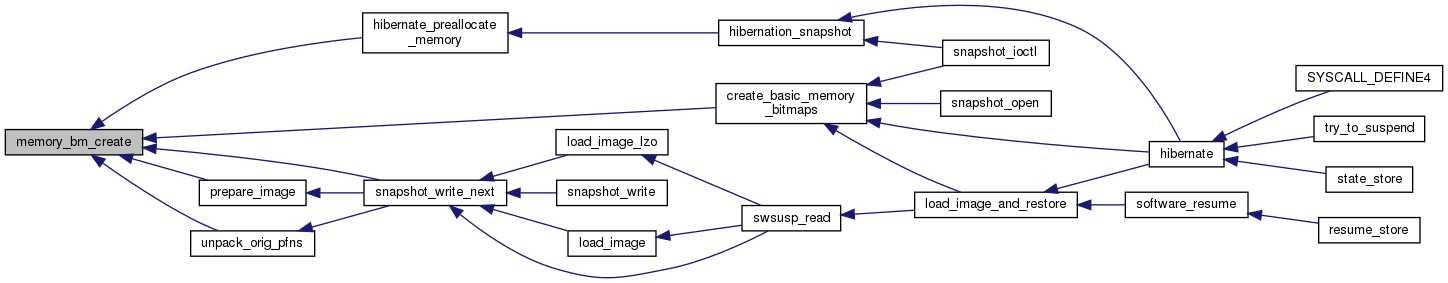 memory_bm_create
hibernate_preallocate
_memory
hibernation_snapshot
snapshot_ioctl
create_basic_memory
_bitmaps
snapshot_open
load_image_lzo
prepare_image
snapshot_write_next
snapshot_write
unpack_orig_pfns
load_image
swsusp_read
load_image_and_restore
hibernate
SYSCALL_DEFINE4
try_to_suspend
state_store
software_resume
resume_store